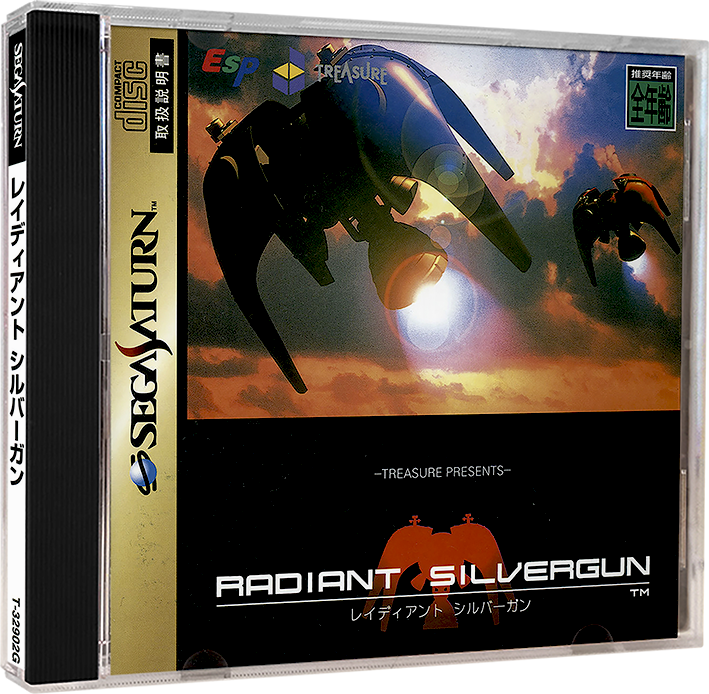 SEGA SATURN
レイディアント シルバーガン
T-32902G
COMPACT
disc
取扱説明書
SEGA SATURN™
ESP
TREASURE
推奨年齢
全年齢
–TREASURE PRESENTS–
RADIANT SILVERGUN
™
レイディアント シルバーガン